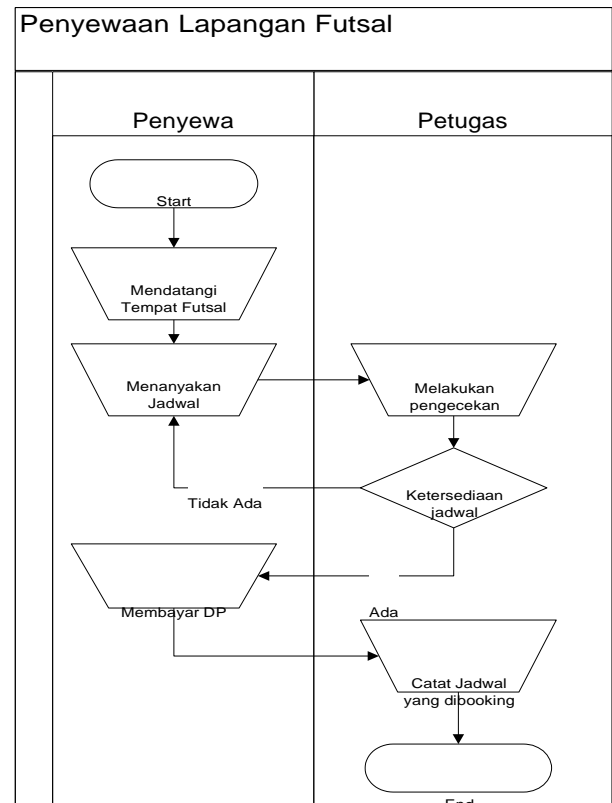 Penyewaan Lapangan Futsal
Penyewa
Petugas
Start
Mendatangi
Tempat Futsal
Menanyakan
Jadwal
Melakukan
pengecekan
Ketersediaan
jadwal
Tidak Ada
Membayar DP
Ada
Catat Jadwal
yang dibooking
End